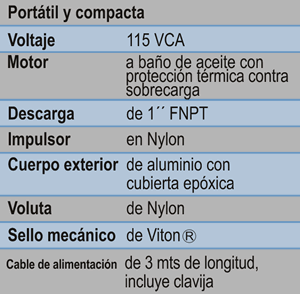 Portátil y compacta
Voltaje 115 VCA
Motor a baño de aceite con
protección térmica contra
sobrecarga
Descarga de 1´´ FNPT
Impulsor en Nylon
Cuerpo exterior de aluminio con
cubierta epóxica
Voluta de Nylon
Sello mecánico de Viton®
Cable de alimentación de 3 mts de longitud,
incluye clavija